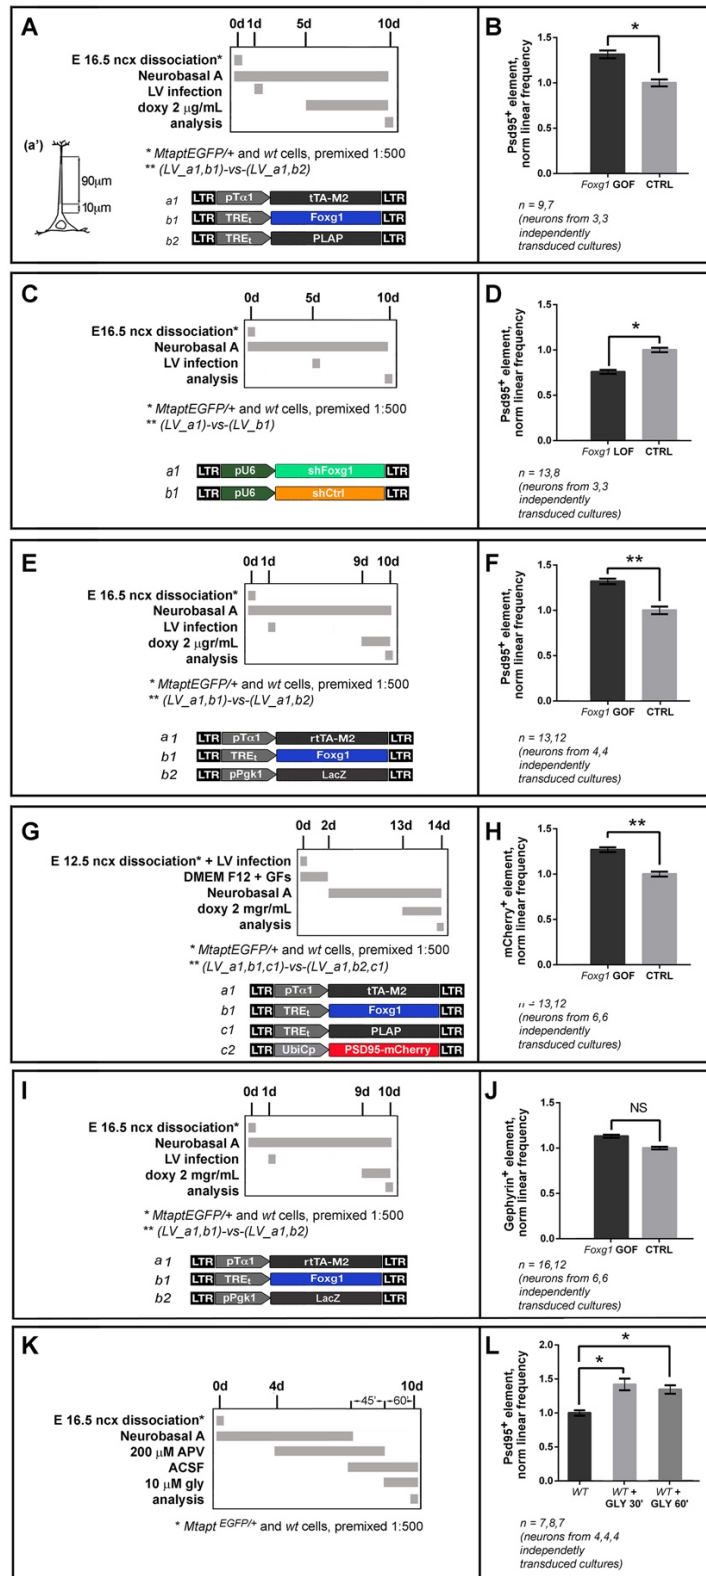 A
0d 1d 5d 10d
E 16.5 ncx dissociation*
Neurobasal A
LV infection
doxy 2 μg/mL
analysis
* MtaptEGFP/+ and wt cells, premixed 1:500
** (LV_a1,b1)-vs-(LV_a1,b2)
(a')
90μm
10μm
a1 LTR pTα1 tTA-M2 LTR
b1 LTR TREt Foxg1 LTR
b2 LTR TREt PLAP LTR
B
Psd95+ element,
norm linear frequency
1.5
1.0
0.5
0.0
*
Foxg1 GOF CTRL
n = 9,7
(neurons from 3,3
independently
transduced cultures)
C
0d 5d 10d
E16.5 ncx dissociation*
Neurobasal A
LV infection
analysis
* MtaptEGFP/+ and wt cells, premixed 1:500
** (LV_a1)-vs-(LV_b1)
a1 LTR pU6 shFoxg1 LTR
b1 LTR pU6 shCtrl LTR
D
Psd95+ element,
norm linear frequency
1.5
1.0
0.5
0.0
*
Foxg1 LOF CTRL
n = 13,8
(neurons from 3,3
independently
transduced cultures)
E
0d 1d 9d 10d
E 16.5 ncx dissociation*
Neurobasal A
LV infection
doxy 2 μgr/mL
analysis
* MtaptEGFP/+ and wt cells, premixed 1:500
** (LV_a1,b1)-vs-(LV_a1,b2)
a1 LTR pTα1 rtTA-M2 LTR
b1 LTR TREt Foxg1 LTR
b2 LTR pPgk1 LacZ LTR
F
Psd95+ element,
norm linear frequency
1.5
1.0
0.5
0.0
**
Foxg1 GOF CTRL
n = 13,12
(neurons from 4,4
independently
transduced cultures)
G
0d 2d 13d 14d
E 12.5 ncx dissociation* + LV infection
DMEM F12 + GFs
Neurobasal A
doxy 2 mgr/mL
analysis
* MtaptEGFP/+ and wt cells, premixed 1:500
** (LV_a1,b1,c1)-vs-(LV_a1,b2,c1)
a1 LTR pTα1 tTA-M2 LTR
b1 LTR TREt Foxg1 LTR
c1 LTR TREt PLAP LTR
c2 LTR UbiCp PSD95-mCherry LTR
H
mCherry+ element,
norm linear frequency
1.5
1.0
0.5
0.0
**
Foxg1 GOF CTRL
= 13,12
(neurons from 6,6
independently
transduced cultures)
I
0d 1d 9d 10d
E 16.5 ncx dissociation*
Neurobasal A
LV infection
doxy 2 mgr/mL
analysis
* MtaptEGFP/+ and wt cells, premixed 1:500
** (LV_a1,b1)-vs-(LV_a1,b2)
a1 LTR pTα1 rtTA-M2 LTR
b1 LTR TREt Foxg1 LTR
b2 LTR pPgk1 LacZ LTR
J
Gephyrin+ element,
norm linear frequency
1.5
1.0
0.5
0.0
NS
Foxg1 GOF CTRL
n = 16,12
(neurons from 6,6
independently
transduced cultures)
K
0d 4d 45' 60' 10d
E 16.5 ncx dissociation*
Neurobasal A
200 μM APV
ACSF
10 μM gly
analysis
* Mtapt EGFP/+ and wt cells, premixed 1:500
L
Psd95+ element,
norm linear frequency
2.0
1.5
1.0
0.5
0.0
*
*
WT WT + WT +
GLY 30' GLY 60'
n = 7,8,7
(neurons from 4,4,4
independetly
transduced cultures)